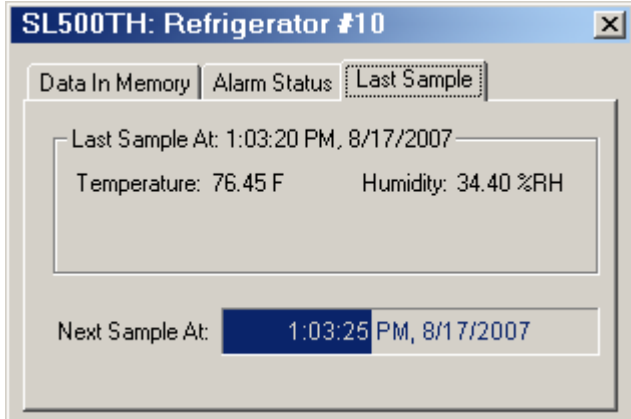 SL500TH: Refrigerator #10
Data In Memory Alarm Status Last Sample
Last Sample At: 1:03:20 PM, 8/17/2007
Temperature: 76.45 F Humidity: 34.40 %RH
Next Sample At: 1:03:25 PM, 8/17/2007